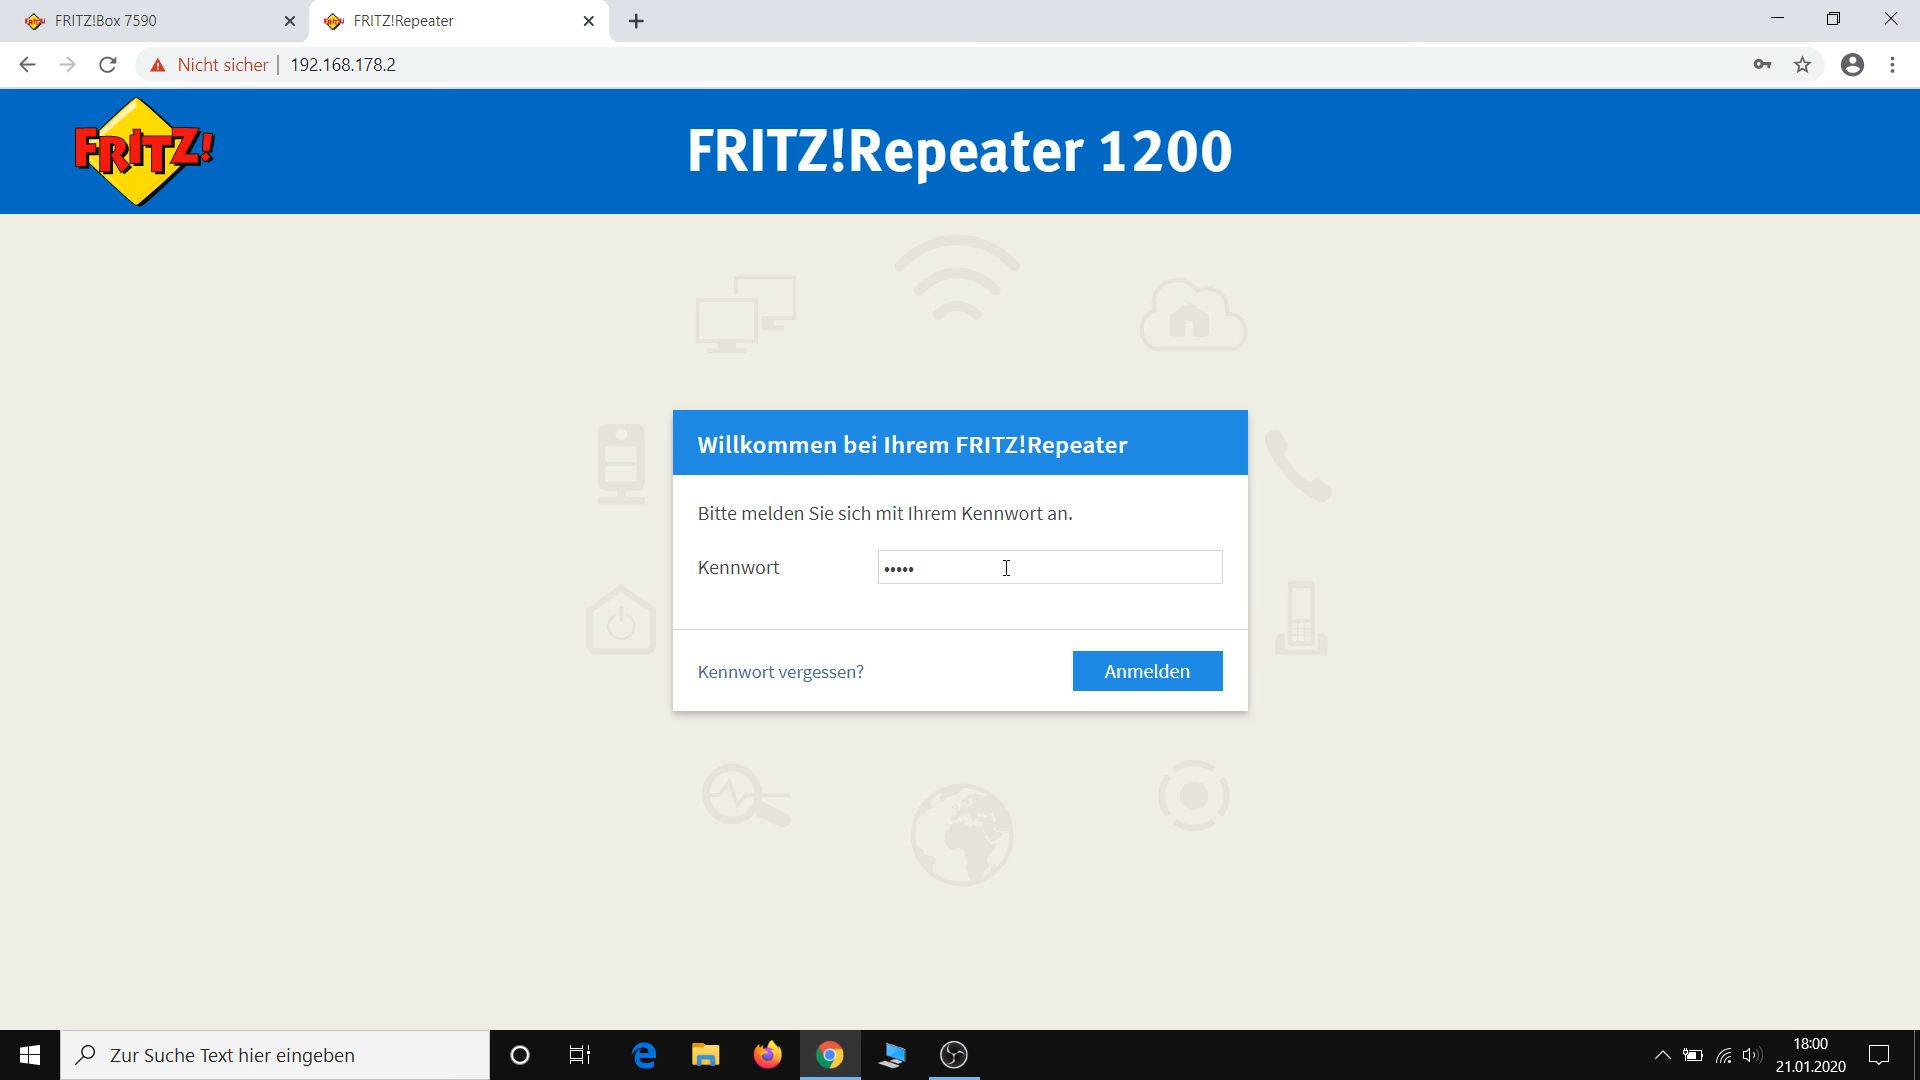 FRITZ!Box 7590
FRITZ!Repeater
Nicht sicher
192.168.178.2
FRITZ!
FRITZ!Repeater 1200
Willkommen bei Ihrem FRITZ!Repeater
Bitte melden Sie sich mit Ihrem Kennwort an.
Kennwort
•••••
Kennwort vergessen?
Anmelden
Zur Suche Text hier eingeben
18:00
21.01.2020